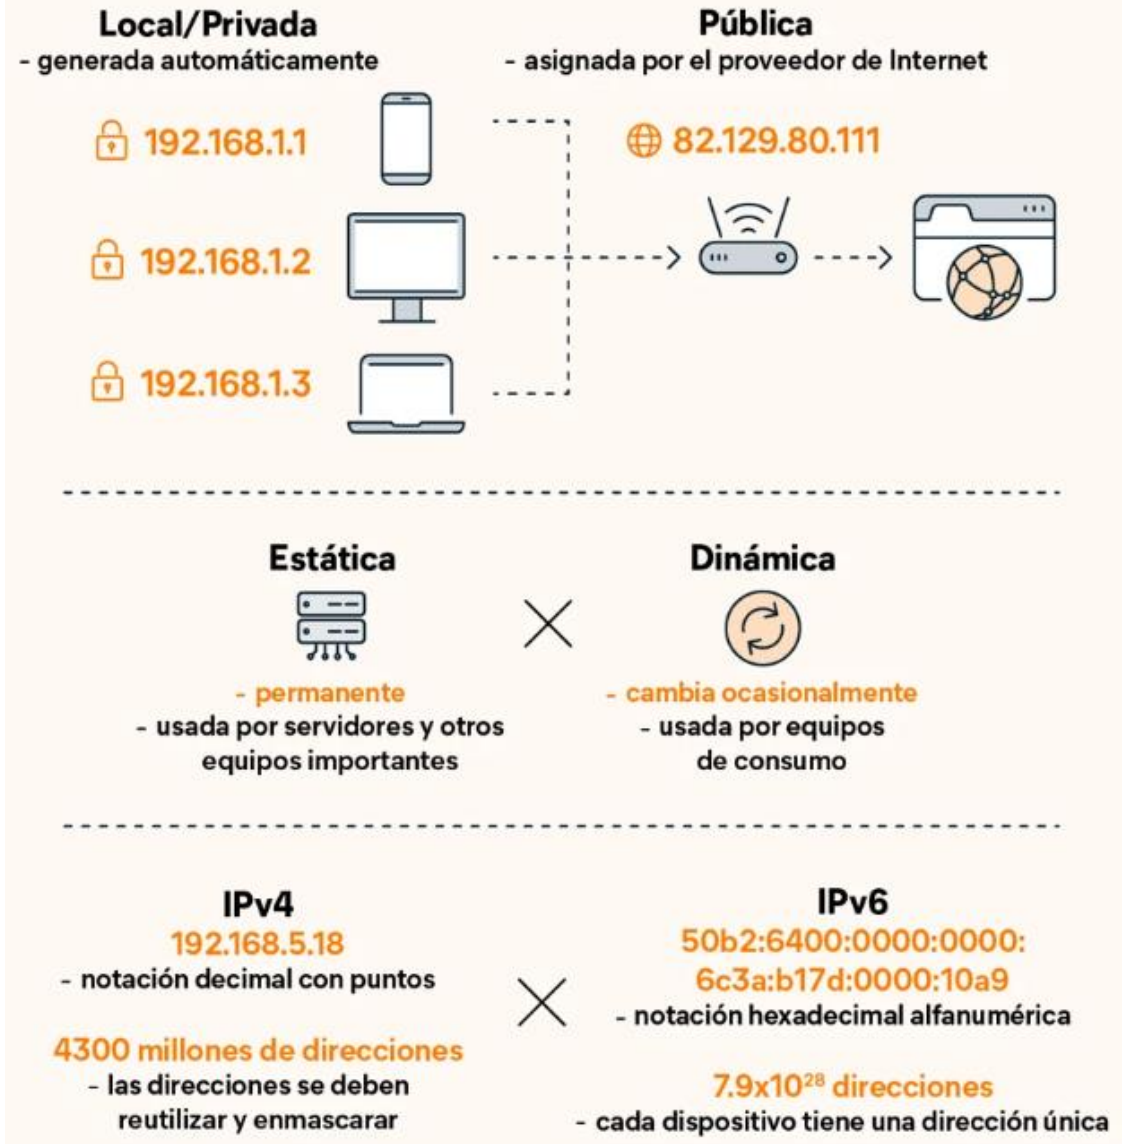 Local/Privada
- generada automáticamente
192.168.1.1
192.168.1.2
192.168.1.3
Pública
- asignada por el proveedor de Internet
82.129.80.111
Estática
- permanente
- usada por servidores y otros
equipos importantes
Dinámica
- cambia ocasionalmente
- usada por equipos
de consumo
IPv4
192.168.5.18
- notación decimal con puntos
4300 millones de direcciones
- las direcciones se deben
reutilizar y enmascarar
IPv6
50b2:6400:0000:0000:
6c3a:b17d:0000:10a9
- notación hexadecimal alfanumérica
7.9x10²⁸ direcciones
- cada dispositivo tiene una dirección única